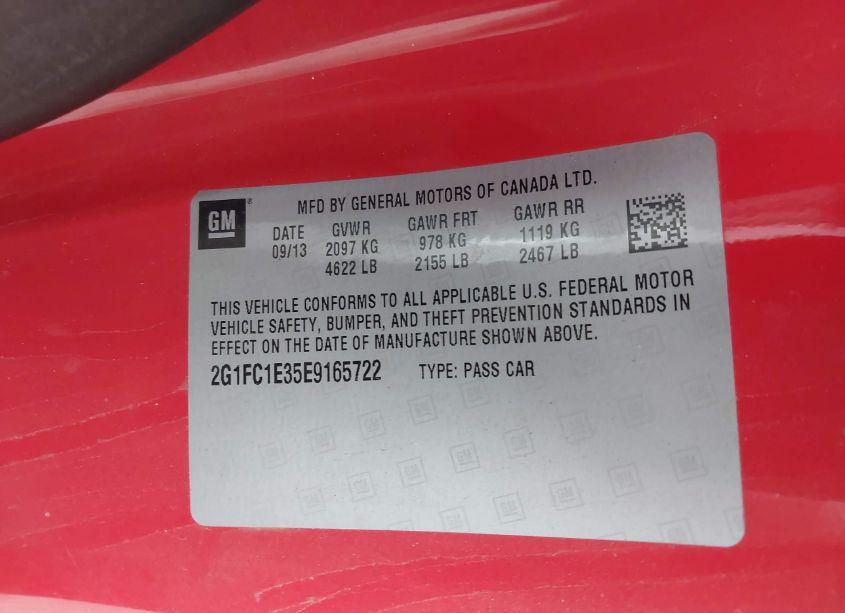 GM
MFD BY GENERAL MOTORS OF CANADA LTD.
DATE GVWR GAWR FRT GAWR RR
09/13 2097 KG 978 KG 1119 KG
4622 LB 2155 LB 2467 LB
THIS VEHICLE CONFORMS TO ALL APPLICABLE U.S. FEDERAL MOTOR
VEHICLE SAFETY, BUMPER, AND THEFT PREVENTION STANDARDS IN
EFFECT ON THE DATE OF MANUFACTURE SHOWN ABOVE.
2G1FC1E35E9165722 TYPE: PASS CAR